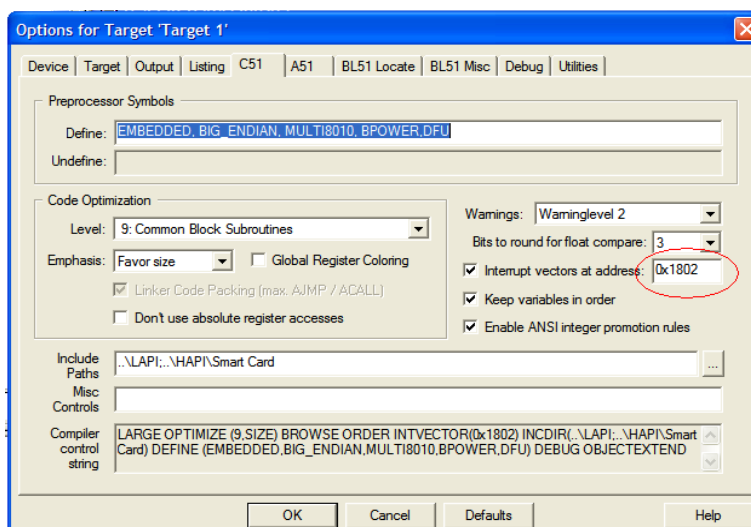 Options for Target 'Target 1'
Device Target Output Listing C51 A51 BL51 Locate BL51 Misc Debug Utilities
Preprocessor Symbols
Define: EMBEDDED, BIG_ENDIAN, MULTI8010, BPOWER,DFU
Undefine:
Code Optimization
Level: 9: Common Block Subroutines
Emphasis: Favor size Global Register Coloring
Linker Code Packing (max. AJMP / ACALL)
Don't use absolute register accesses
Warnings: Warninglevel 2
Bits to round for float compare: 3
Interrupt vectors at address: 0x1802
Keep variables in order
Enable ANSI integer promotion rules
Include Paths ..\LAPI;..\HAPI\Smart Card ...
Misc Controls
Compiler control string
LARGE OPTIMIZE (9,SIZE) BROWSE ORDER INTVECTOR(0x1802) INCDIR(..\LAPI;..\HAPI\Smart
Card) DEFINE (EMBEDDED,BIG_ENDIAN,MULTI8010,BPOWER,DFU) DEBUG OBJECTEXTEND
OK Cancel Defaults Help